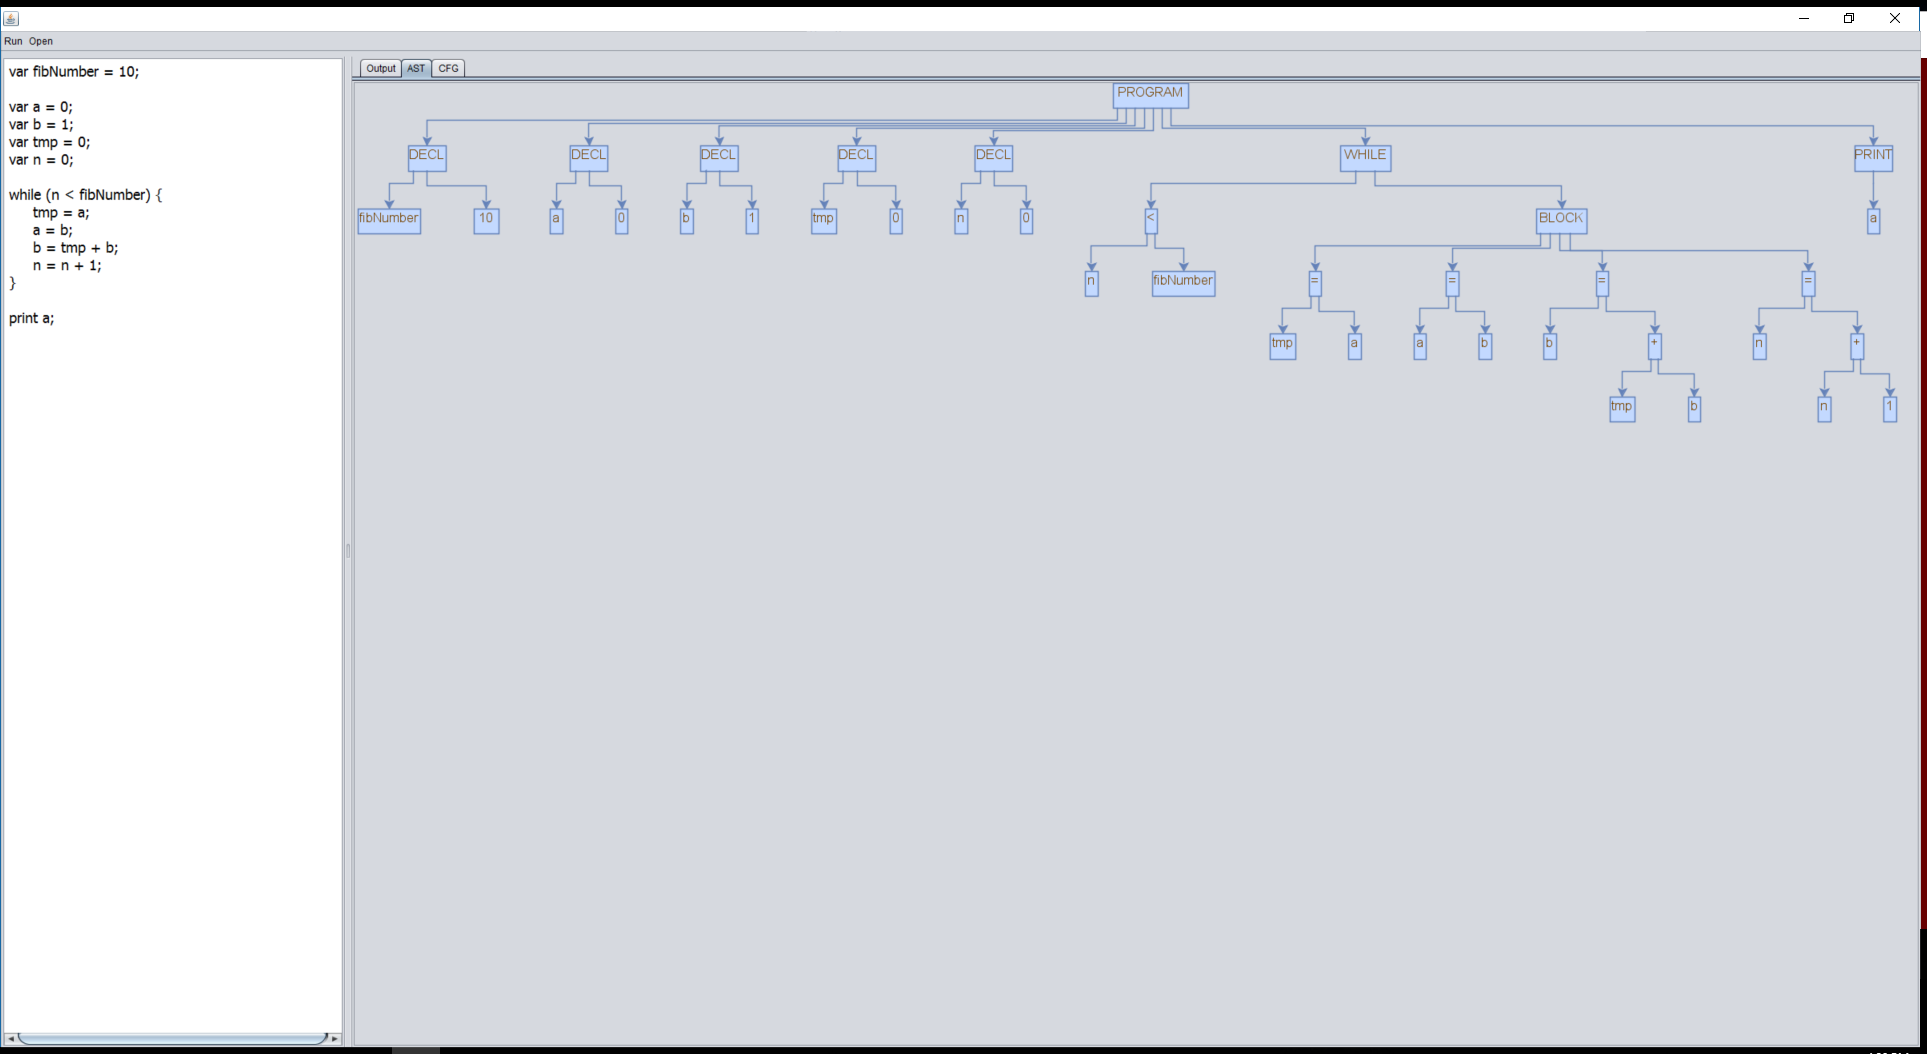 Run Open
var fibNumber = 10;
var a = 0;
var b = 1;
var tmp = 0;
var n = 0;
while (n < fibNumber) {
tmp = a;
a = b;
b = tmp + b;
n = n + 1;
}
print a;
Output AST CFG
PROGRAM
DECL DECL DECL DECL DECL WHILE PRINT
fibNumber 10 a 0 b 1 tmp 0 n 0 < BLOCK a
n fibNumber = = = =
tmp a a b b + n +
tmp b n 1